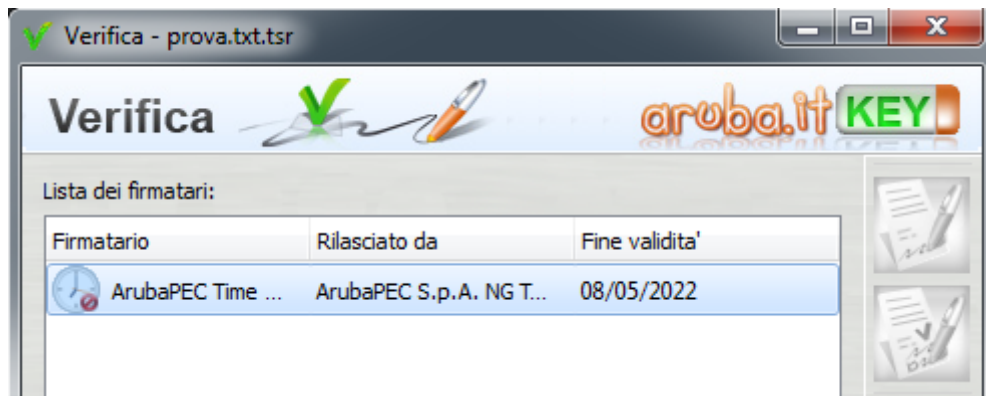 Verifica - prova.txt.tsr
Verifica
aruba.it KEY
Lista dei firmatari:
Firmatario Rilasciato da Fine validita'
ArubaPEC Time ... ArubaPEC S.p.A. NG T... 08/05/2022